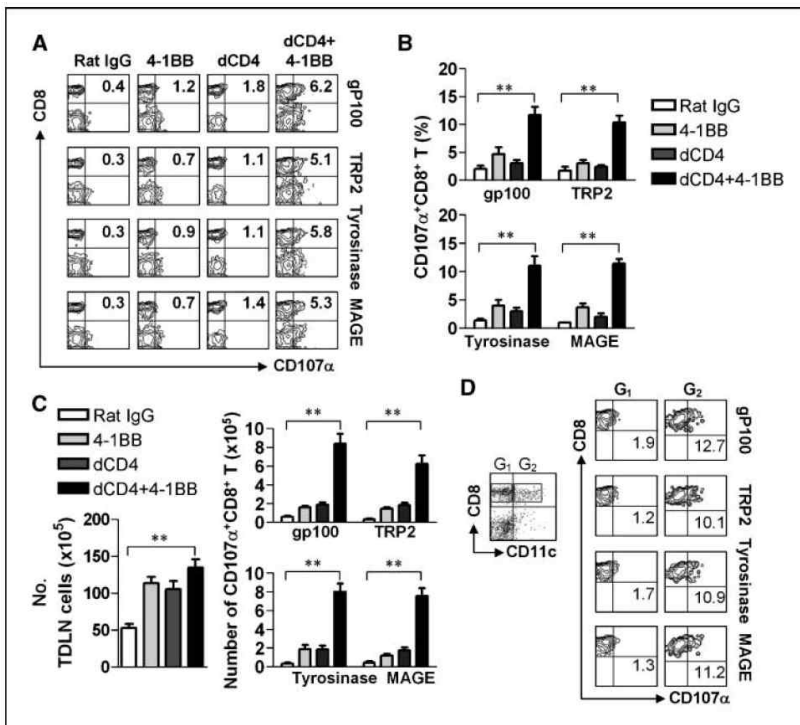 A
Rat IgG 4-1BB dCD4 dCD4+
4-1BB
CD8
0.4 1.2 1.8 6.2 gP100
0.3 0.7 1.1 5.1 TRP2
0.3 0.9 1.1 5.8 Tyrosinase
0.3 0.7 1.4 5.3 MAGE
CD107α
B
CD107α+CD8+ T (%)
20
15
10
5
0
** **
gp100 TRP2
Rat IgG
4-1BB
dCD4
dCD4+4-1BB
20
15
10
5
0
** **
Tyrosinase MAGE
C
Rat IgG
4-1BB
dCD4
dCD4+4-1BB
No.
TDLN cells (x10⁵)
200
150
100
50
0
**
Number of CD107α+CD8+ T (x10⁵)
10
8
6
4
2
0
** **
gp100 TRP2
10
8
6
4
2
0
** **
Tyrosinase MAGE
D
G₁ G₂
CD8
CD11c
G₁ G₂
CD8
1.9 12.7 gP100
1.2 10.1 TRP2
1.7 10.9 Tyrosinase
1.3 11.2 MAGE
CD107α